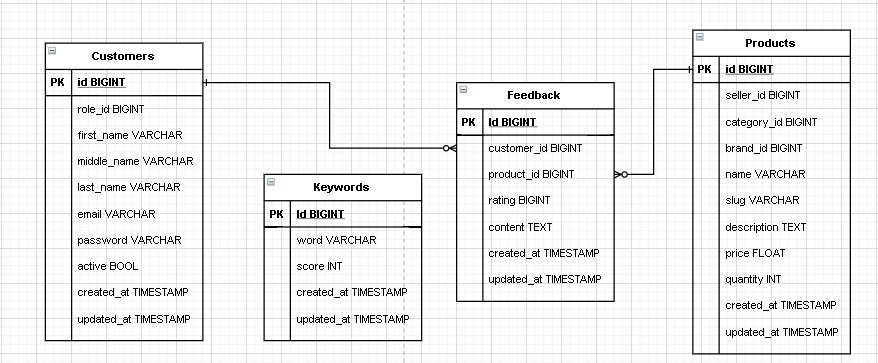 Customers
PK id BIGINT
role_id BIGINT
first_name VARCHAR
middle_name VARCHAR
last_name VARCHAR
email VARCHAR
password VARCHAR
active BOOL
created_at TIMESTAMP
updated_at TIMESTAMP
Keywords
PK Id BIGINT
word VARCHAR
score INT
created_at TIMESTAMP
updated_at TIMESTAMP
Feedback
PK Id BIGINT
customer_id BIGINT
product_id BIGINT
rating BIGINT
content TEXT
created_at TIMESTAMP
updated_at TIMESTAMP
Products
PK id BIGINT
seller_id BIGINT
category_id BIGINT
brand_id BIGINT
name VARCHAR
slug VARCHAR
description TEXT
price FLOAT
quantity INT
created_at TIMESTAMP
updated_at TIMESTAMP